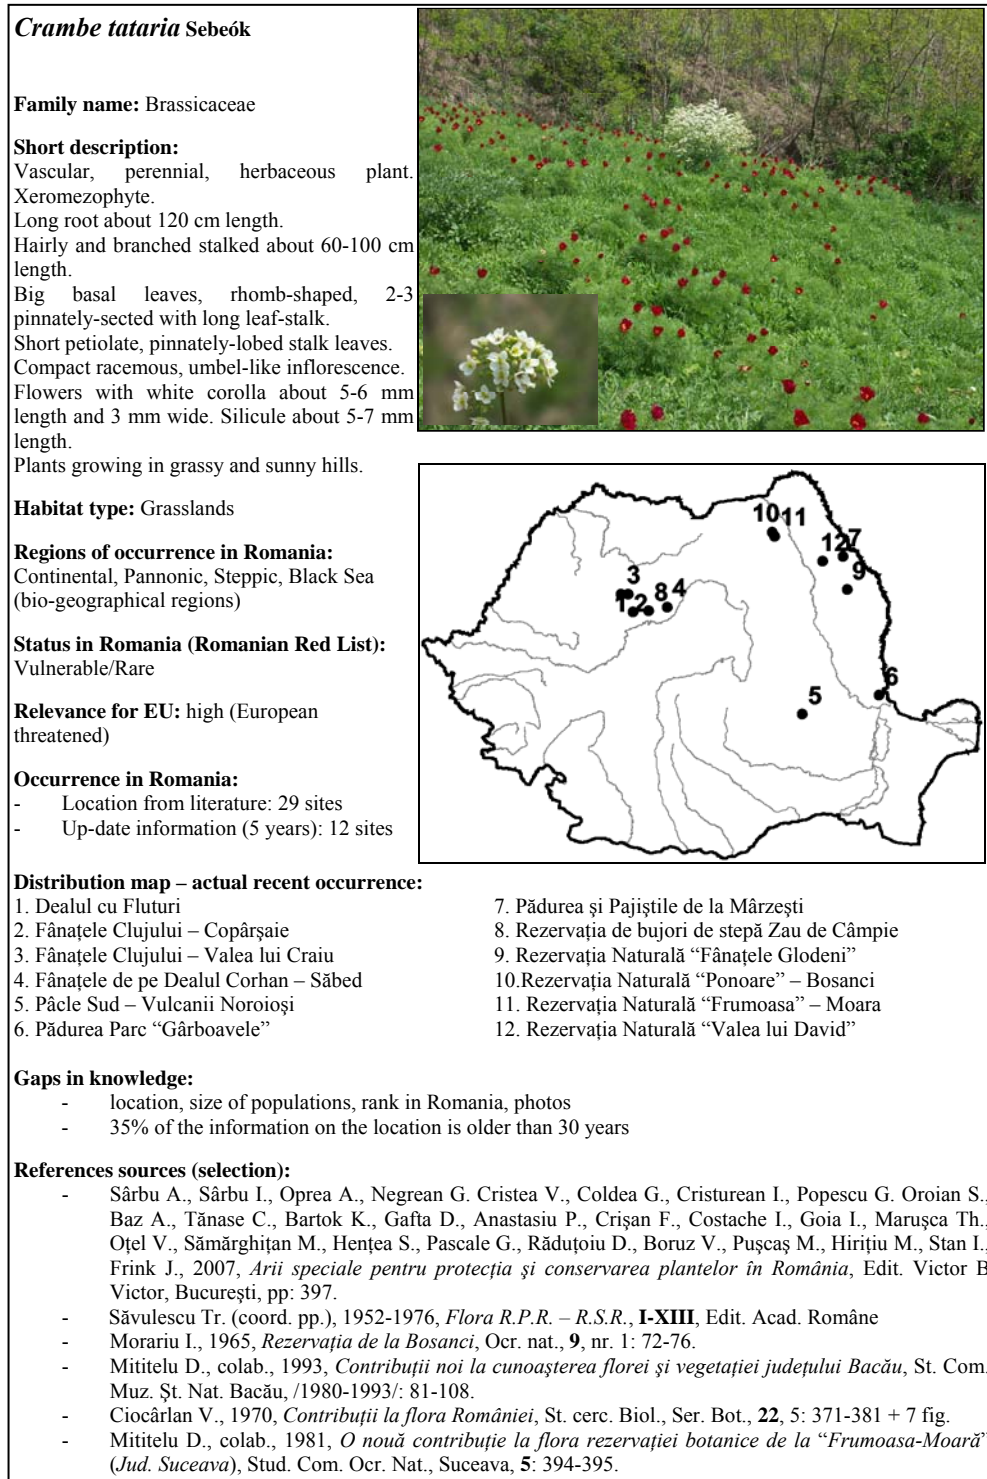 Crambe tataria Sebeók
Family name: Brassicaceae
Short description:
Vascular, perennial, herbaceous plant.
Xeromezophyte.
Long root about 120 cm length.
Hairly and branched stalked about 60-100 cm
length.
Big basal leaves, rhomb-shaped, 2-3
pinnately-sected with long leaf-stalk.
Short petiolate, pinnately-lobed stalk leaves.
Compact racemous, umbel-like inflorescence.
Flowers with white corolla about 5-6 mm
length and 3 mm wide. Silicule about 5-7 mm
length.
Plants growing in grassy and sunny hills.
Habitat type: Grasslands
Regions of occurrence in Romania:
Continental, Pannonic, Steppic, Black Sea
(bio-geographical regions)
Status in Romania (Romanian Red List):
Vulnerable/Rare
Relevance for EU: high (European
threatened)
Occurrence in Romania:
- Location from literature: 29 sites
- Up-date information (5 years): 12 sites
10 11
12 7
9
3
1 2 8 4
6
5
Distribution map – actual recent occurrence:
1. Dealul cu Fluturi
2. Fânațele Clujului – Copârşaie
3. Fânațele Clujului – Valea lui Craiu
4. Fânațele de pe Dealul Corhan – Săbed
5. Pâcle Sud – Vulcanii Noroioşi
6. Pădurea Parc “Gârboavele”
7. Pădurea şi Pajiştile de la Mârzeşti
8. Rezervația de bujori de stepă Zau de Câmpie
9. Rezervația Naturală “Fânațele Glodeni”
10.Rezervația Naturală “Ponoare” – Bosanci
11. Rezervația Naturală “Frumoasa” – Moara
12. Rezervația Naturală “Valea lui David”
Gaps in knowledge:
- location, size of populations, rank in Romania, photos
- 35% of the information on the location is older than 30 years
References sources (selection):
- Sârbu A., Sârbu I., Oprea A., Negrean G. Cristea V., Coldea G., Cristurean I., Popescu G. Oroian S.,
Baz A., Tănase C., Bartok K., Gafta D., Anastasiu P., Crişan F., Costache I., Goia I., Maruşca Th.,
Oțel V., Sămărghițan M., Hențea S., Pascale G., Răduțoiu D., Boruz V., Puşcaş M., Hirițiu M., Stan I.,
Frink J., 2007, Arii speciale pentru protecția şi conservarea plantelor în România, Edit. Victor B
Victor, Bucureşti, pp: 397.
- Săvulescu Tr. (coord. pp.), 1952-1976, Flora R.P.R. – R.S.R., I-XIII, Edit. Acad. Române
- Morariu I., 1965, Rezervația de la Bosanci, Ocr. nat., 9, nr. 1: 72-76.
- Mititelu D., colab., 1993, Contribuții noi la cunoaşterea florei şi vegetației județului Bacău, St. Com.
Muz. Şt. Nat. Bacău, /1980-1993/: 81-108.
- Ciocârlan V., 1970, Contribuții la flora României, St. cerc. Biol., Ser. Bot., 22, 5: 371-381 + 7 fig.
- Mititelu D., colab., 1981, O nouă contribuție la flora rezervației botanice de la “Frumoasa-Moară”
(Jud. Suceava), Stud. Com. Ocr. Nat., Suceava, 5: 394-395.